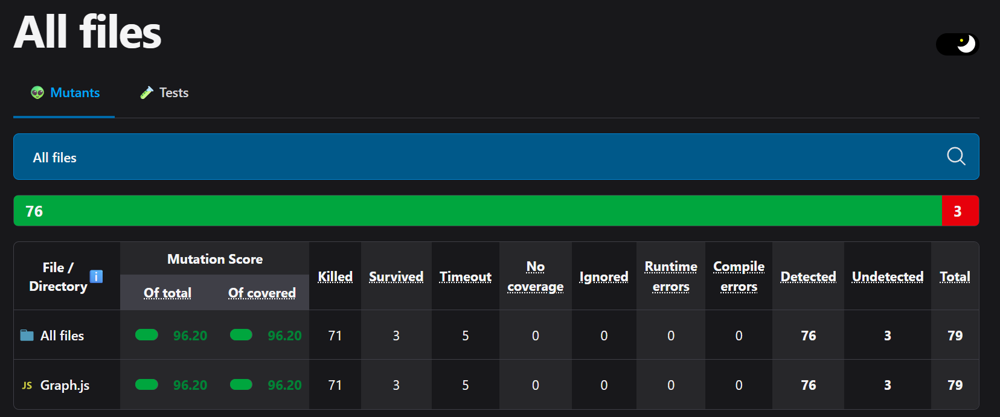 All files
Mutants
Tests
All files
76
3
File /
Directory
i
Mutation Score
Of total
Of covered
Killed
Survived
Timeout
No
coverage
Ignored
Runtime
errors
Compile
errors
Detected
Undetected
Total
All files 96.20 96.20 71 3 5 0 0 0 0 76 3 79
JS Graph.js 96.20 96.20 71 3 5 0 0 0 0 76 3 79